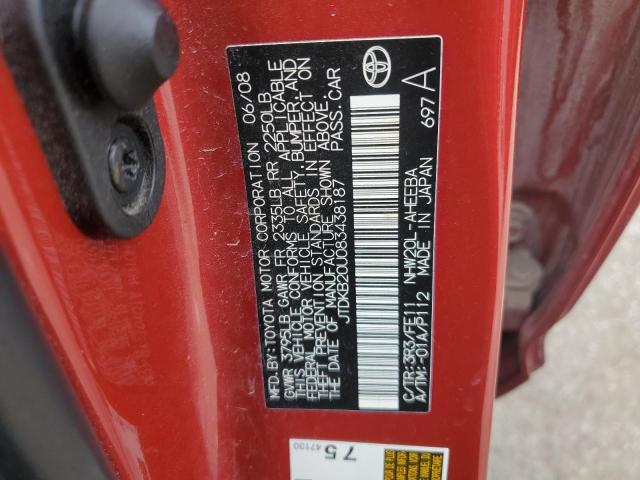 MFD. BY: TOYOTA MOTOR CORPORATION 06/08
GVWR 3795LB GAWR FR 2335LB RR 2250LB
THIS VEHICLE CONFORMS TO ALL APPLICABLE
FEDERAL MOTOR VEHICLE SAFETY, BUMPER, AND
THEFT PREVENTION STANDARDS IN EFFECT ON
THE DATE OF MANUFACTURE SHOWN ABOVE.
JTDKB20U083438187 PASS. CAR
C/TR: 3R3/FE11 NHW20L-AHEEBA
A/TM: -01A/P112 MADE IN JAPAN
697 A
75
47130